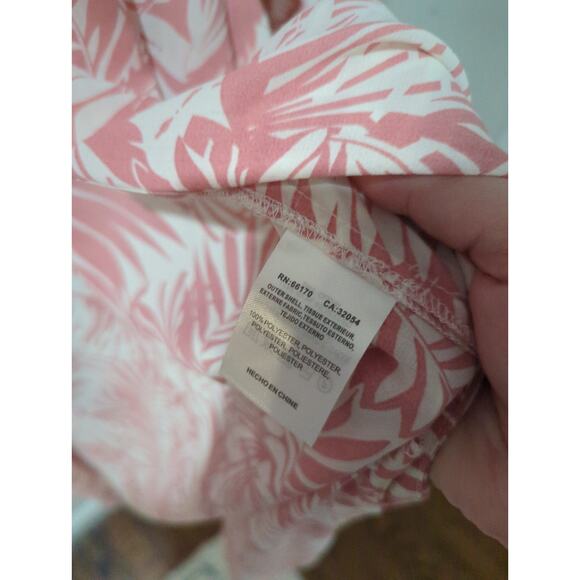 RN:66170 CA:32054
OUTER SHELL, TISSUS EXTERIEUR,
EXTERNE FABRIC,TESSUTO ESTERNO,
TEJIDO EXTERNO
100%POLYESTER, POLYESTER,
POLYESTER, POLIESTERE,
POLIESTER
HECHO EN CHINE